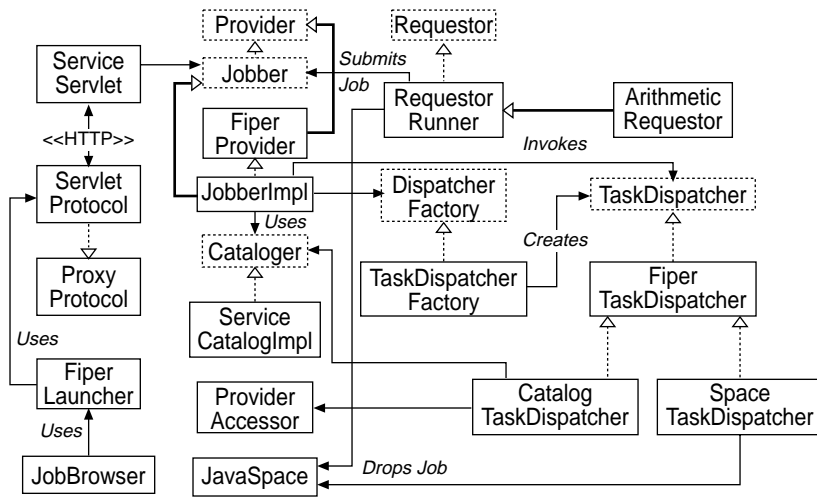 Provider
Requestor
Service
Servlet
Jobber
Submits
Job
Requestor
Runner
Arithmetic
Requestor
Fiper
Provider
<<HTTP>>
Invokes
Servlet
Protocol
JobberImpl
Dispatcher
Factory
TaskDispatcher
Uses
Cataloger
Creates
Proxy
Protocol
TaskDispatcher
Factory
Fiper
TaskDispatcher
Service
CatalogImpl
Uses
Fiper
Launcher
Provider
Accessor
Catalog
TaskDispatcher
Space
TaskDispatcher
Uses
JobBrowser
JavaSpace
Drops Job